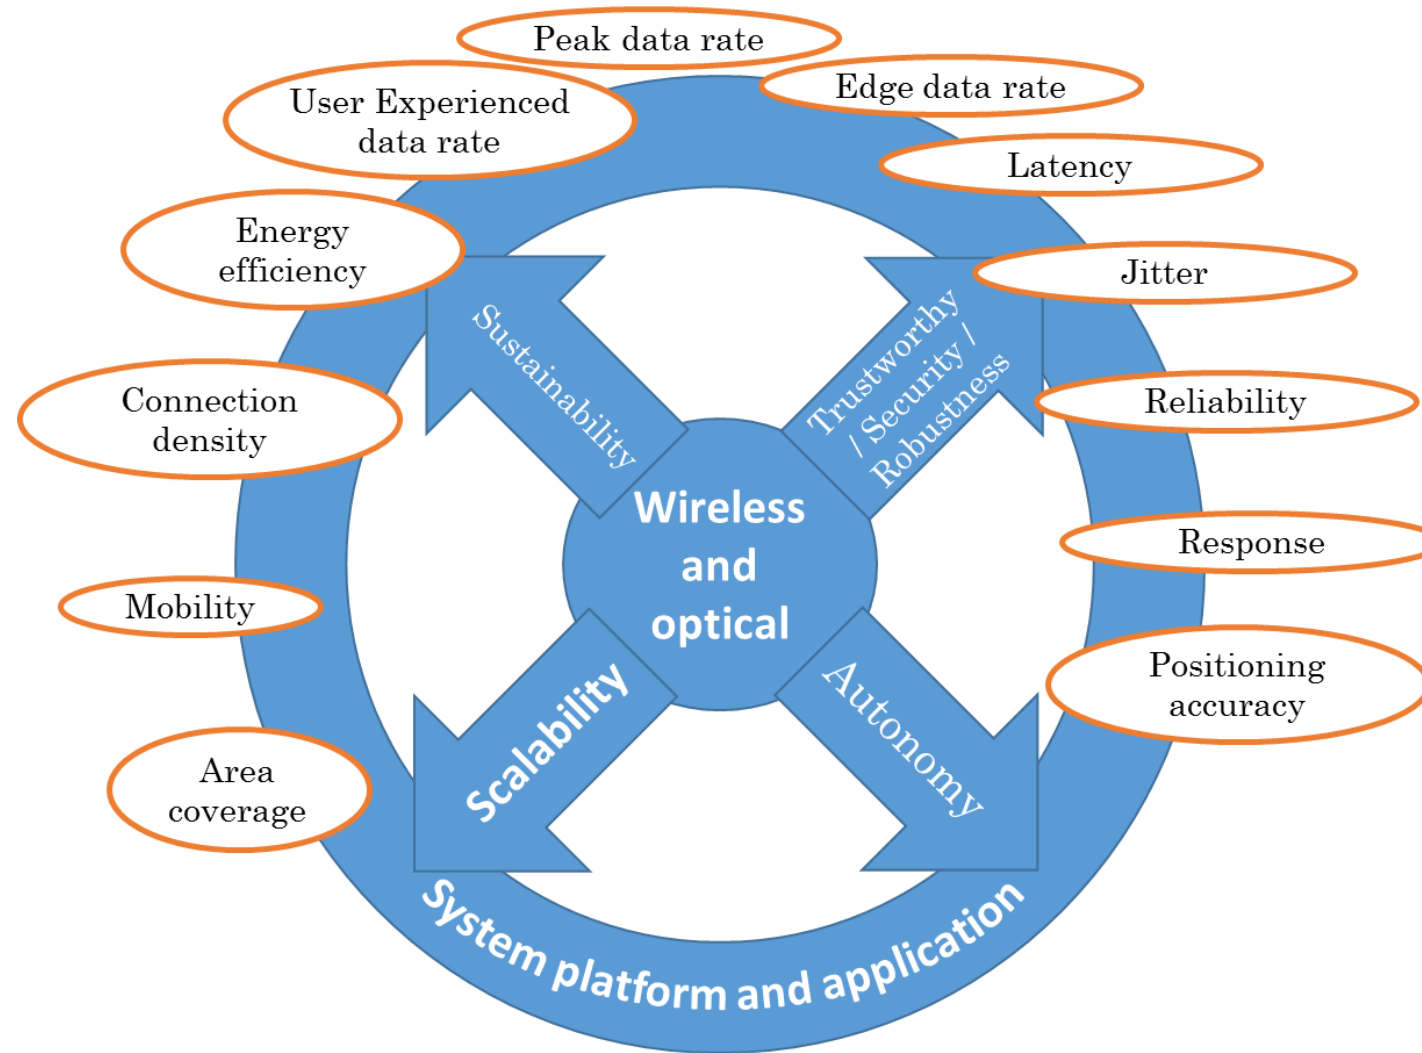 Peak data rate
Edge data rate
User Experienced
data rate
Latency
Energy
efficiency
Jitter
Sustainability
Trustworthy
/ Security /
Robustness
Connection
density
Reliability
Wireless
and
optical
Response
Mobility
Positioning
accuracy
Scalability
Autonomy
Area
coverage
System platform and application